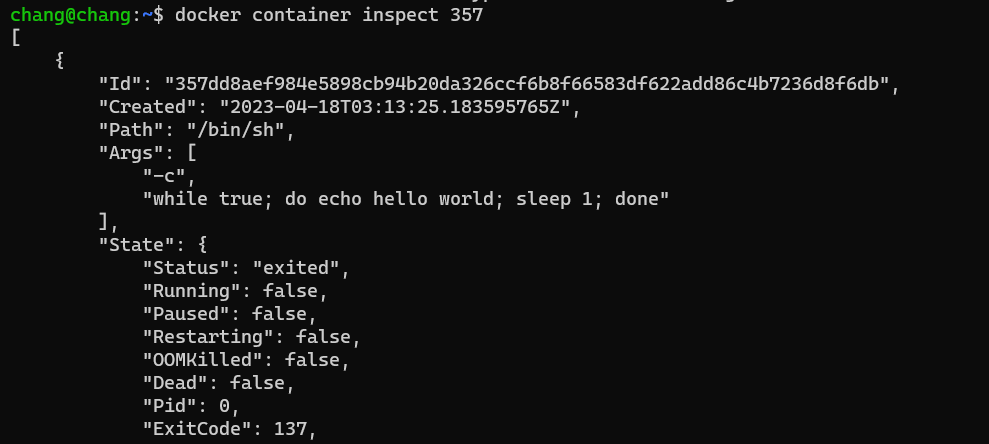 chang@chang:~$ docker container inspect 357
[
    {
        "Id": "357dd8aef984e5898cb94b20da326ccf6b8f66583df622add86c4b7236d8f6db",
        "Created": "2023-04-18T03:13:25.183595765Z",
        "Path": "/bin/sh",
        "Args": [
            "-c",
            "while true; do echo hello world; sleep 1; done"
        ],
        "State": {
            "Status": "exited",
            "Running": false,
            "Paused": false,
            "Restarting": false,
            "OOMKilled": false,
            "Dead": false,
            "Pid": 0,
            "ExitCode": 137,